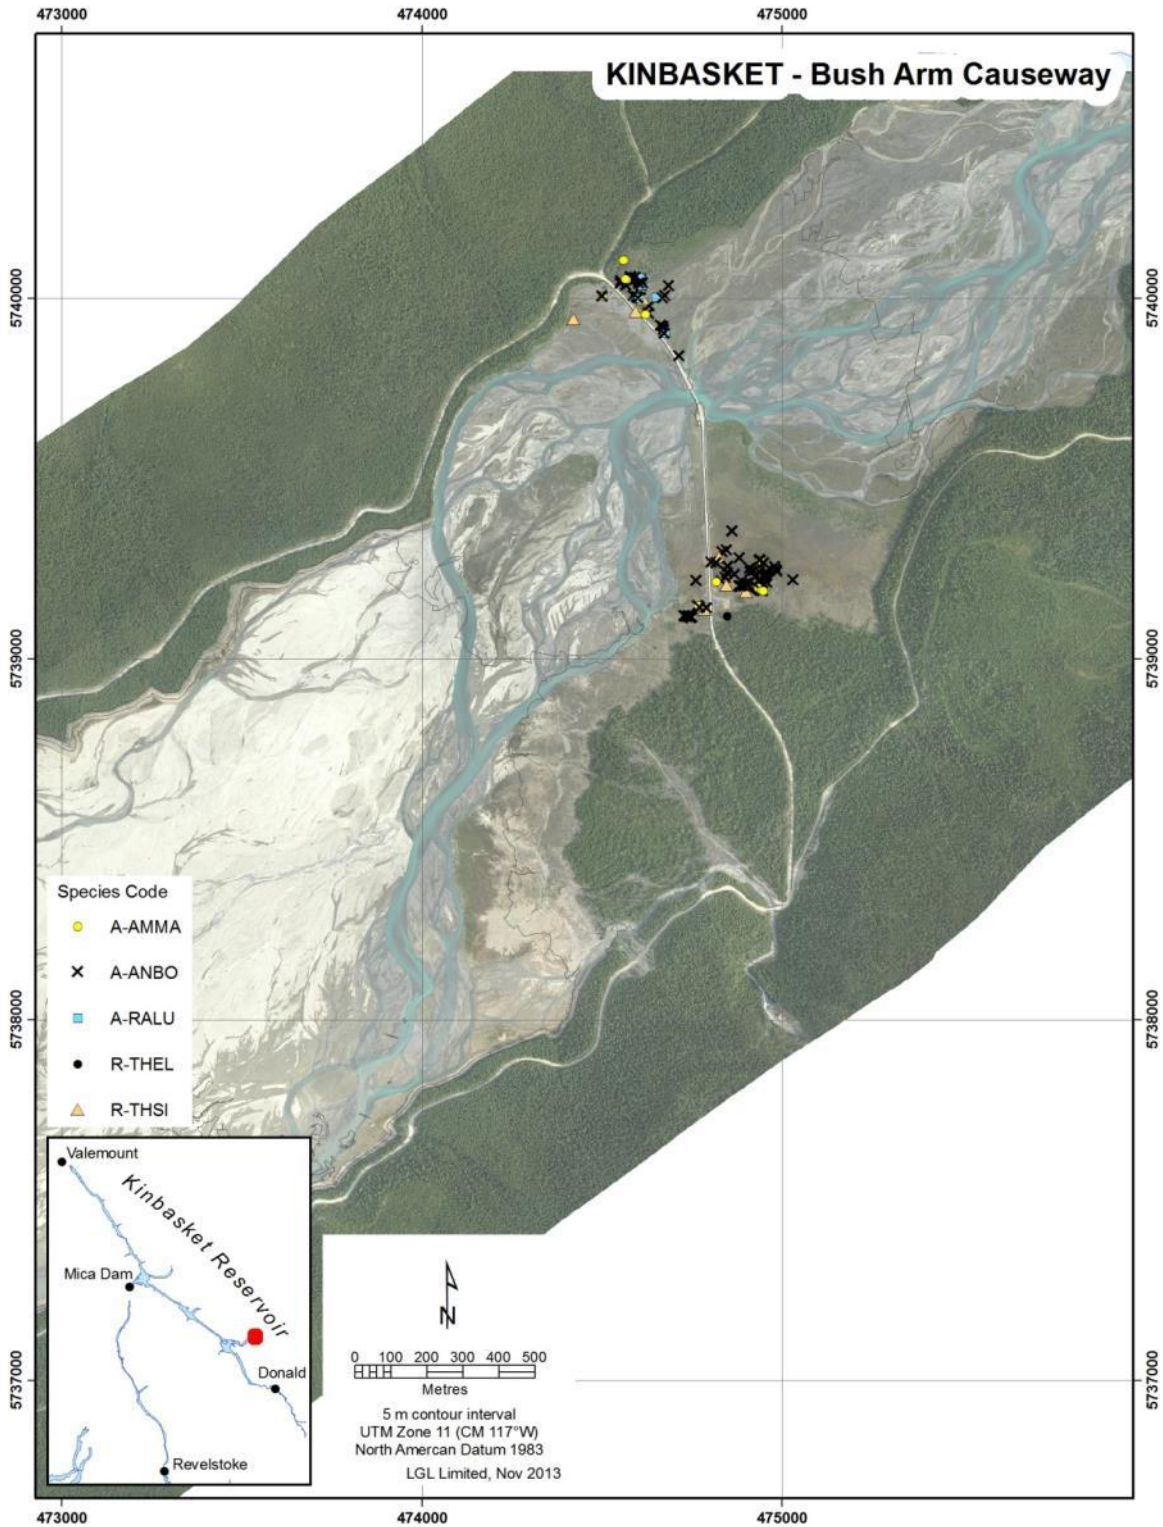 473000
474000
475000
KINBASKET - Bush Arm Causeway
5740000
5740000
5739000
5739000
5738000
5738000
5737000
5737000
Species Code
A-AMMA
A-ANBO
A-RALU
R-THEL
R-THSI
Valemount
Kinbasket Reservoir
Mica Dam
Donald
Revelstoke
N
0 100 200 300 400 500
Metres
5 m contour interval
UTM Zone 11 (CM 117°W)
North Amercan Datum 1983
LGL Limited, Nov 2013
473000
474000
475000